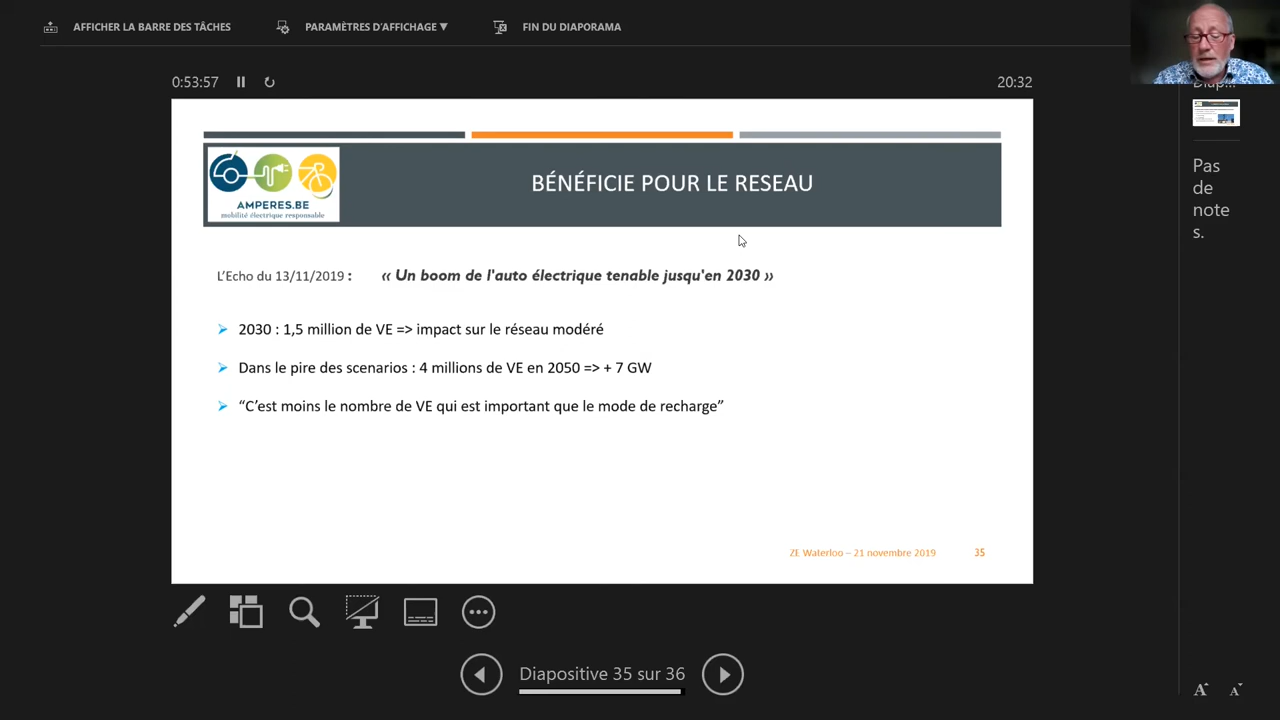 AFFICHER LA BARRE DES TÂCHES
PARAMÈTRES D'AFFICHAGE ▼
FIN DU DIAPORAMA
0:53:57
20:32
AMPERES.BE
mobilité électrique responsable
BÉNÉFICIE POUR LE RESEAU
L'Echo du 13/11/2019 : « Un boom de l'auto électrique tenable jusqu'en 2030 »
2030 : 1,5 million de VE => impact sur le réseau modéré
Dans le pire des scenarios : 4 millions de VE en 2050 => + 7 GW
“C'est moins le nombre de VE qui est important que le mode de recharge”
ZE Waterloo – 21 novembre 2019
35
Diapositive 35 sur 36
Diap...
Pas
de
note
s.
A
A